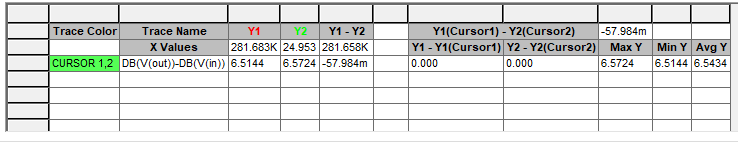 Trace Color Trace Name Y1 Y2 Y1 - Y2 Y1(Cursor1) - Y2(Cursor2) -57.984m
X Values 281.683K 24.953 281.658K Y1 - Y1(Cursor1) Y2 - Y2(Cursor2) Max Y Min Y Avg Y
CURSOR 1,2 DB(V(out))-DB(V(in)) 6.5144 6.5724 -57.984m 0.000 0.000 6.5724 6.5144 6.5434